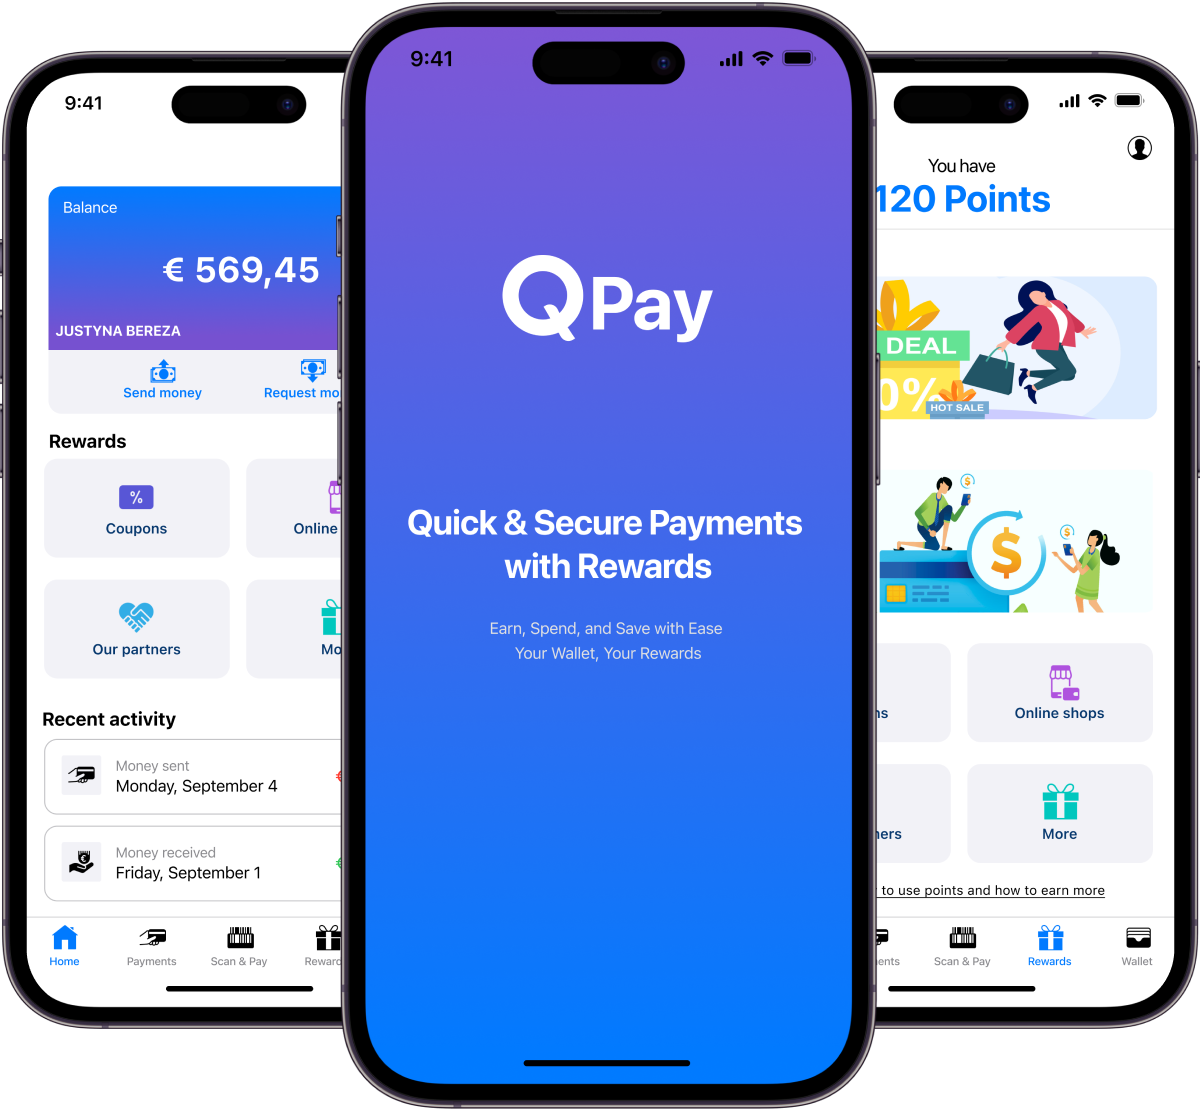 9:41
Balance
€ 569,45
JUSTYNA BEREZA
Send money
Request mo
Rewards
%
Coupons
Online
Our partners
Mo
Recent activity
Money sent
Monday, September 4
€
Money received
Friday, September 1
€
Home
Payments
Scan & Pay
Reward
9:41
QPay
Quick & Secure Payments
with Rewards
Earn, Spend, and Save with Ease
Your Wallet, Your Rewards
You have
120 Points
DEAL
0%
HOT SALE
$
$
$
ns
Online shops
ners
More
to use points and how to earn more
ents
Scan & Pay
Rewards
Wallet